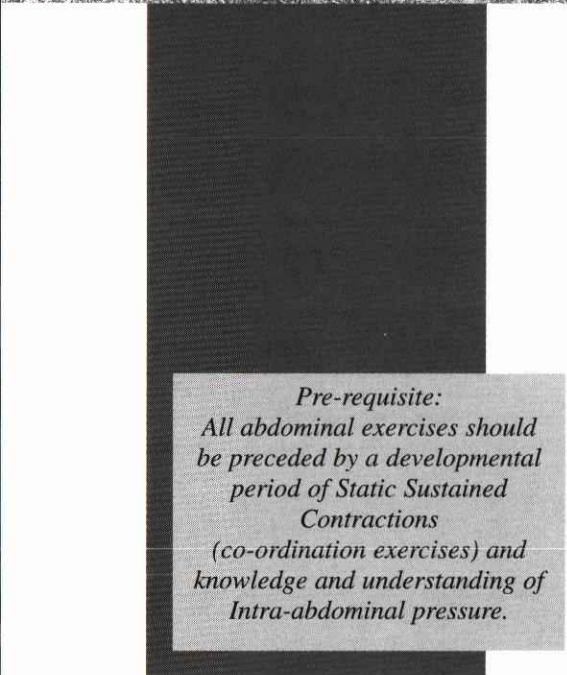 Pre-requisite:
All abdominal exercises should
be preceded by a developmental
period of Static Sustained
Contractions
(co-ordination exercises) and
knowledge and understanding of
Intra-abdominal pressure.